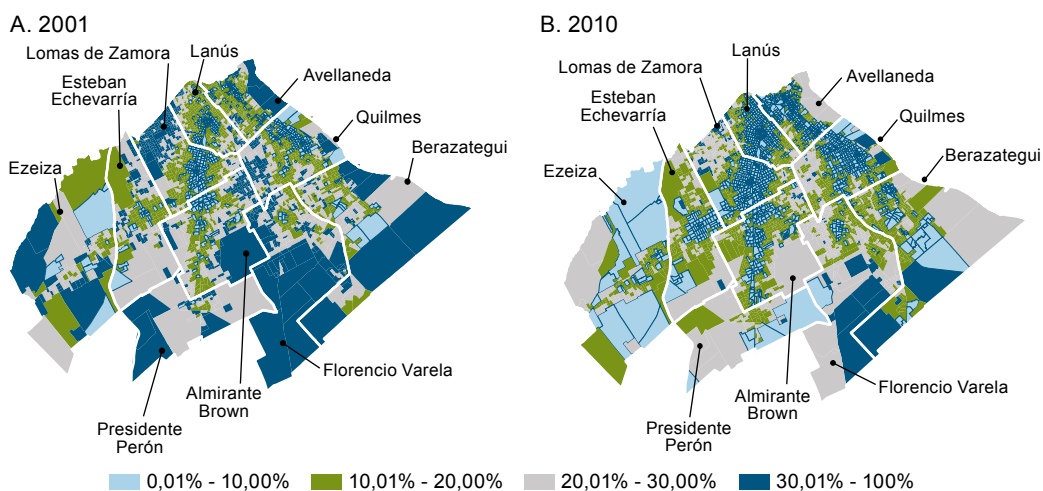 A. 2001
Lomas de Zamora
Lanús
Esteban
Echevarría
Avellaneda
Quilmes
Ezeiza
Berazategui
Florencio Varela
Almirante
Brown
Presidente
Perón
B. 2010
Lanús
Lomas de Zamora
Avellaneda
Esteban
Echevarría
Quilmes
Ezeiza
Berazategui
Florencio Varela
Almirante
Brown
Presidente
Perón
0,01% - 10,00%
10,01% - 20,00%
20,01% - 30,00%
30,01% - 100%